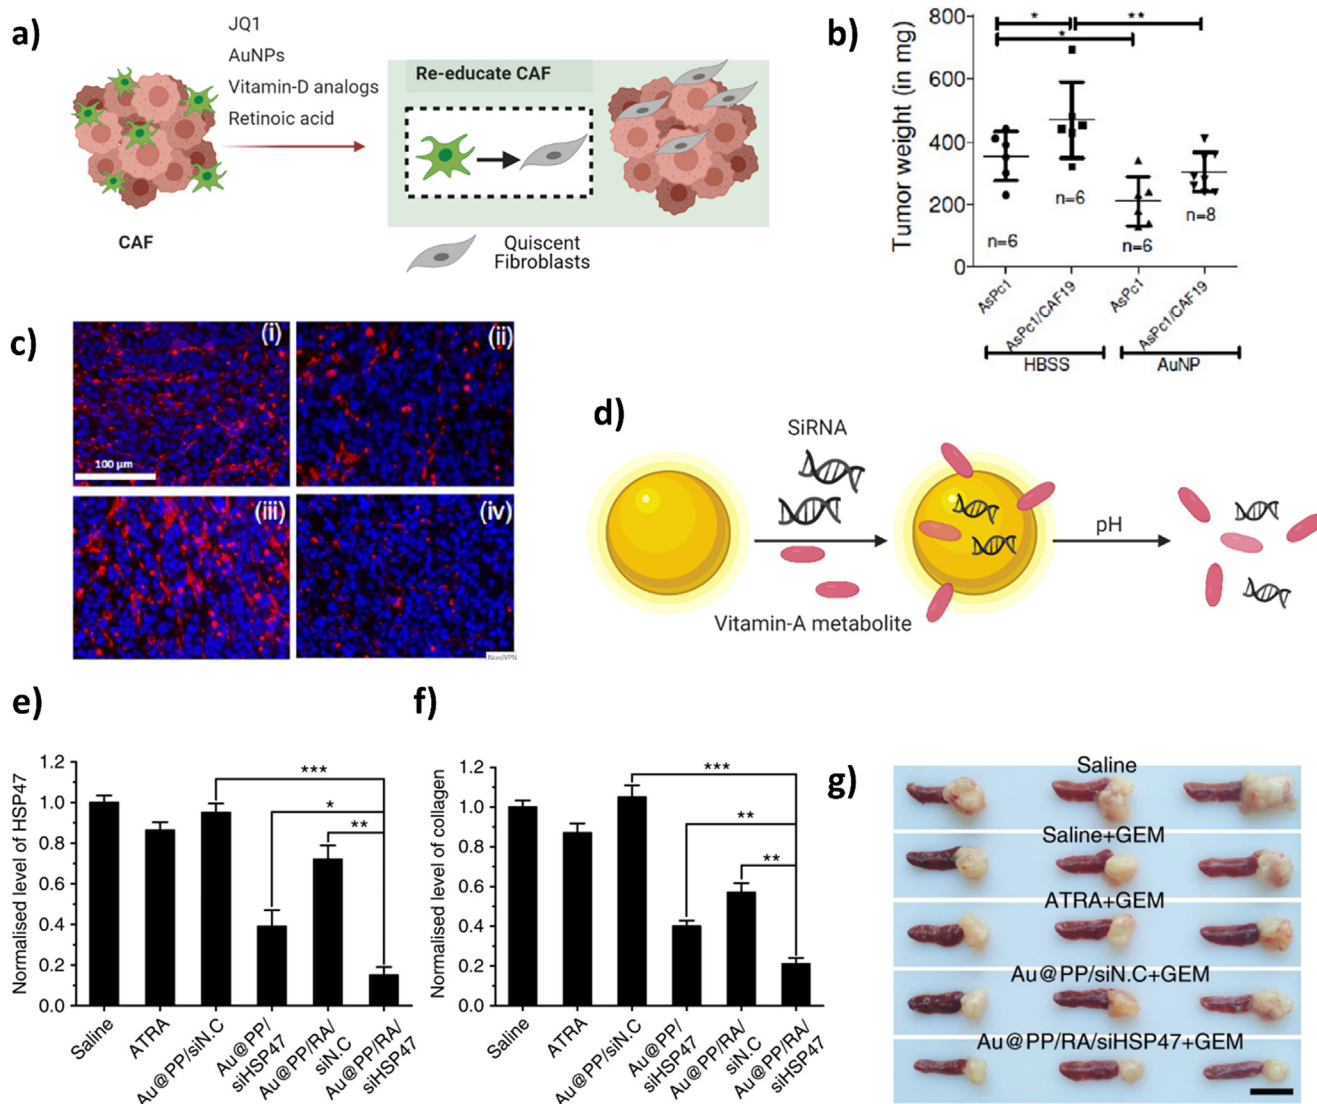 a)
JQ1
AuNPs
Vitamin-D analogs
Retinoic acid
CAF
Re-educate CAF
Quiscent
Fibroblasts
b)
Tumor weight (in mg)
800
600
400
200
0
*
**
*
n=6
n=6
n=6
n=8
AsPc1
AsPc1/CAF19
AsPc1
AsPc1/CAF19
HBSS
AuNP
c)
(i)
(ii)
100 µm
(iii)
(iv)
NordVPN
d)
SiRNA
Vitamin-A metabolite
pH
e)
Normalised level of HSP47
1.2
1.0
0.8
0.6
0.4
0.2
0.0
***
*
**
Saline
ATRA
Au@PP/siN.C
Au@PP/
siHSP47
Au@PP/RA/
siN.C
Au@PP/RA/
siHSP47
f)
Normalised level of collagen
1.2
1.0
0.8
0.6
0.4
0.2
0.0
***
**
**
Saline
ATRA
Au@PP/siN.C
Au@PP/
siHSP47
Au@PP/RA/
siN.C
Au@PP/RA/
siHSP47
g)
Saline
Saline+GEM
ATRA+GEM
Au@PP/siN.C+GEM
Au@PP/RA/siHSP47+GEM